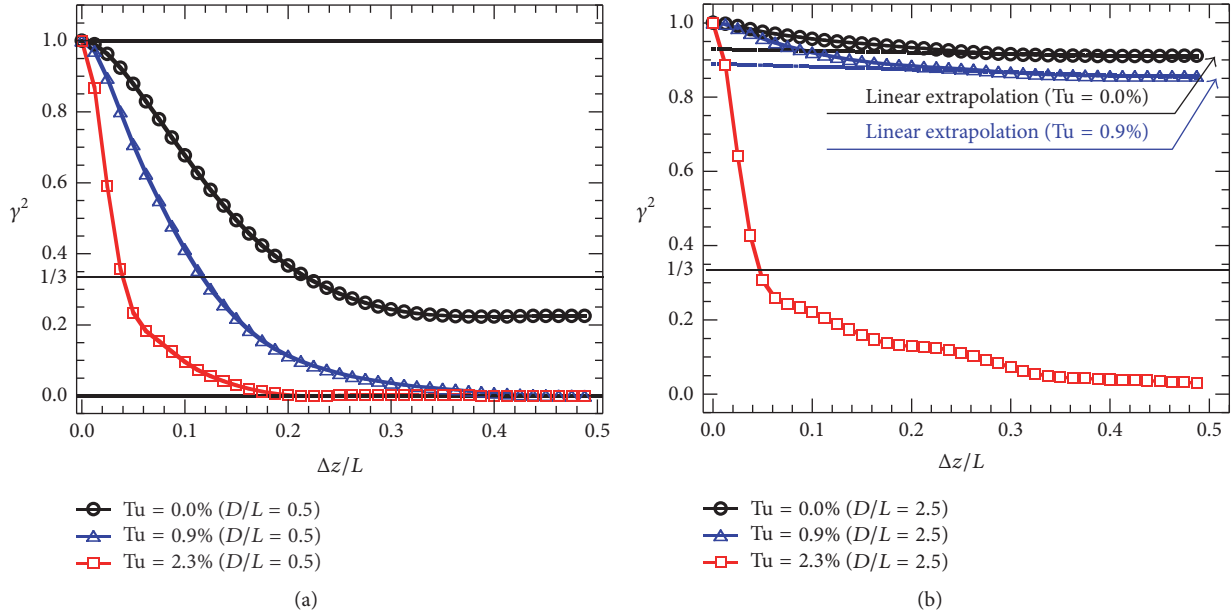 1.0
0.8
0.6
γ²
0.4
1/3
0.2
0.0
0.0 0.1 0.2 0.3 0.4 0.5
Δz/L
Tu = 0.0% (D/L = 0.5)
Tu = 0.9% (D/L = 0.5)
Tu = 2.3% (D/L = 0.5)
(a)
1.0
0.8
0.6
γ²
0.4
1/3
0.2
0.0
Linear extrapolation (Tu = 0.0%)
Linear extrapolation (Tu = 0.9%)
0.0 0.1 0.2 0.3 0.4 0.5
Δz/L
Tu = 0.0% (D/L = 2.5)
Tu = 0.9% (D/L = 2.5)
Tu = 2.3% (D/L = 2.5)
(b)